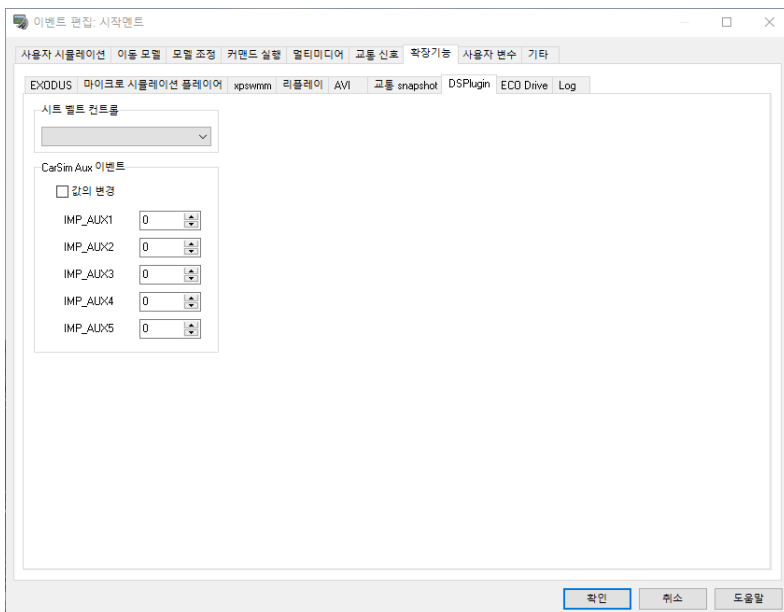 이벤트 편집: 시작멘트
사용자 시뮬레이션 이동 모델 모델 조정 커맨드 실행 멀티미디어 교통 신호 확장기능 사용자 변수 기타
EXODUS 마이크로 시뮬레이션 플레이어 xpswmm 리플레이 AVI 교통 snapshot DSPlugin ECO Drive Log
시트 벨트 컨트롤
CarSim Aux 이벤트
값의 변경
IMP_AUX1 0
IMP_AUX2 0
IMP_AUX3 0
IMP_AUX4 0
IMP_AUX5 0
확인 취소 도움말